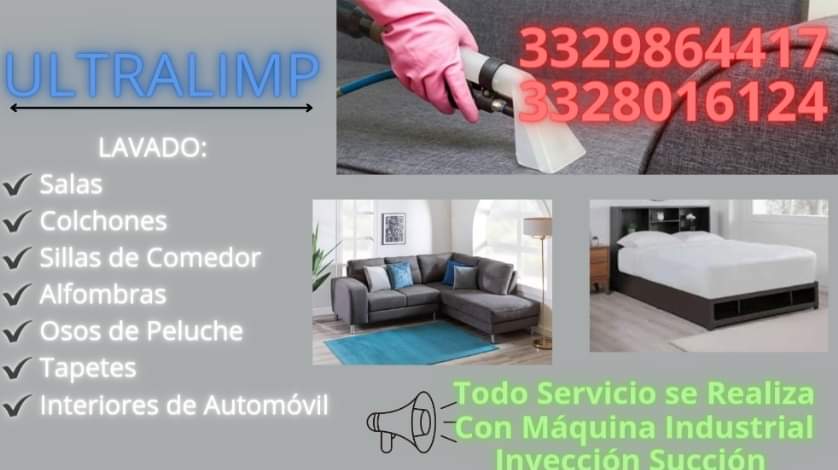 ULTRALIMP
3329864417
3328016124
LAVADO:
Salas
Colchones
Sillas de Comedor
Alfombras
Osos de Peluche
Tapetes
Interiores de Automóvil
Todo Servicio se Realiza
Con Máquina Industrial
Inyección Succión